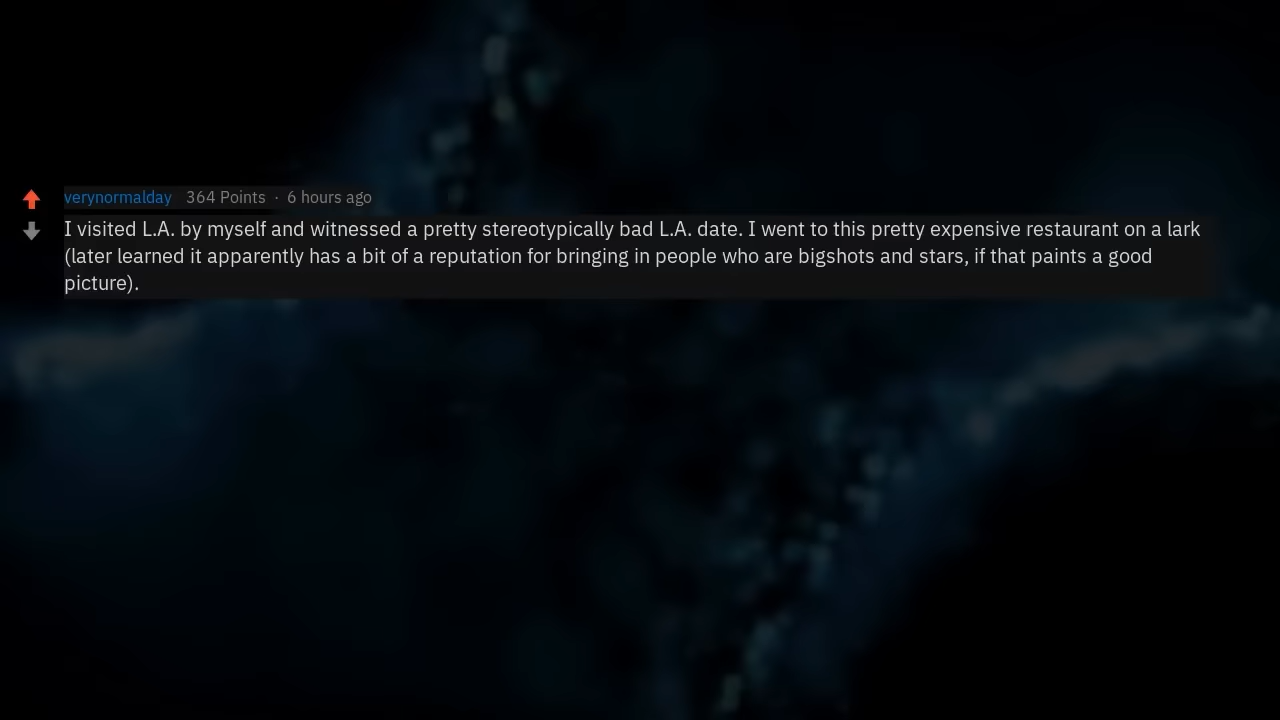 verynormalday 364 Points · 6 hours ago
I visited L.A. by myself and witnessed a pretty stereotypically bad L.A. date. I went to this pretty expensive restaurant on a lark
(later learned it apparently has a bit of a reputation for bringing in people who are bigshots and stars, if that paints a good
picture).